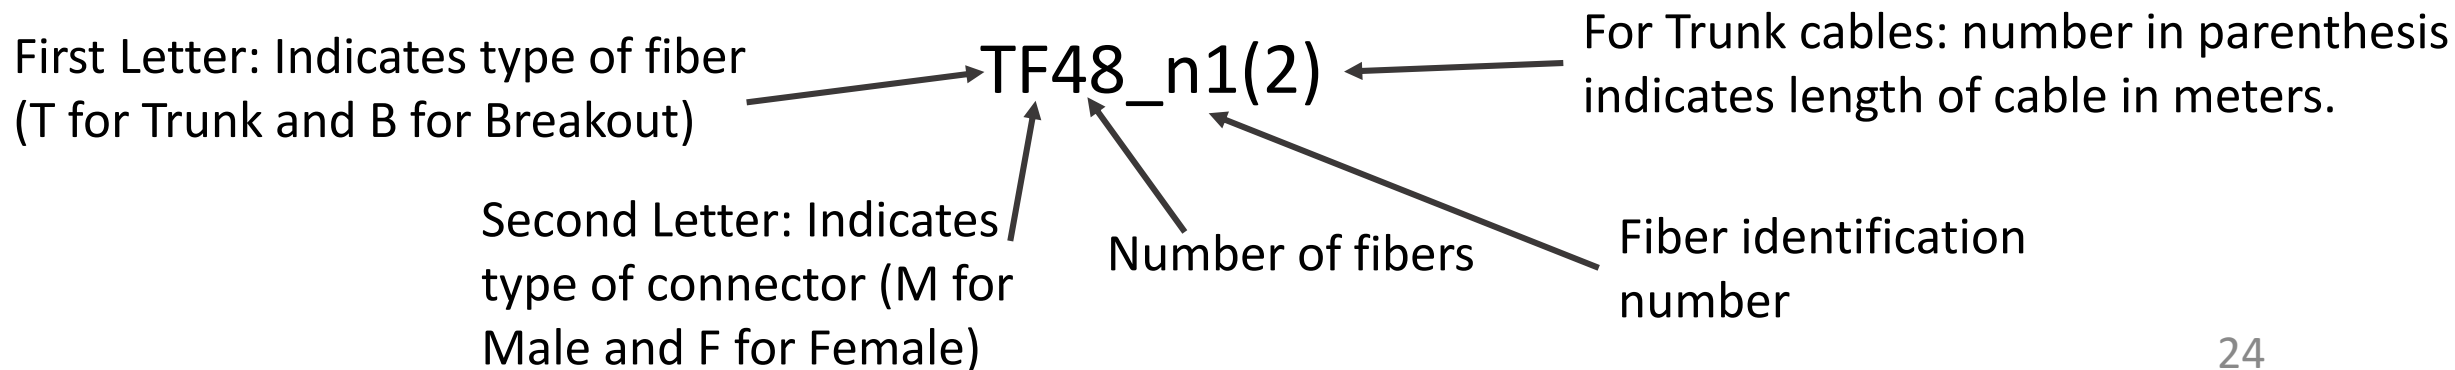 First Letter: Indicates type of fiber
(T for Trunk and B for Breakout)
TF48_n1(2)
For Trunk cables: number in parenthesis
indicates length of cable in meters.
Second Letter: Indicates
type of connector (M for
Male and F for Female)
Number of fibers
Fiber identification
number
24